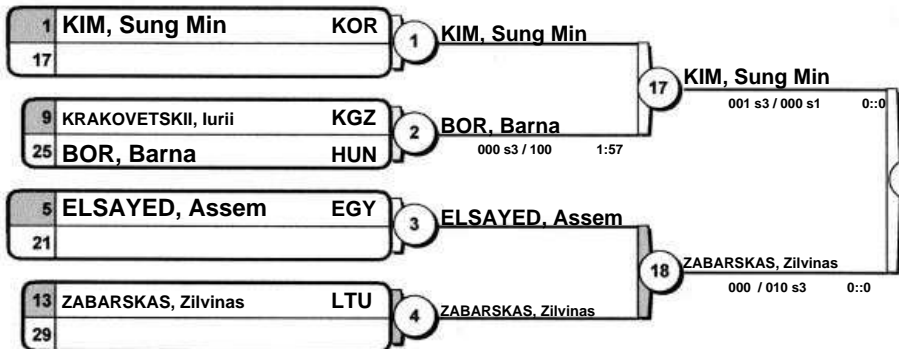 1 KIM, Sung Min KOR
17
9 KRAKOVETSKII, Iurii KGZ
25 BOR, Barna HUN
5 ELSAYED, Assem EGY
21
13 ZABARSKAS, Zilvinas LTU
29
1 KIM, Sung Min
2 BOR, Barna
000 s3 / 100 1:57
3 ELSAYED, Assem
4 ZABARSKAS, Zilvinas
17 KIM, Sung Min
001 s3 / 000 s1 0::0
18 ZABARSKAS, Zilvinas
000 / 010 s3 0::0